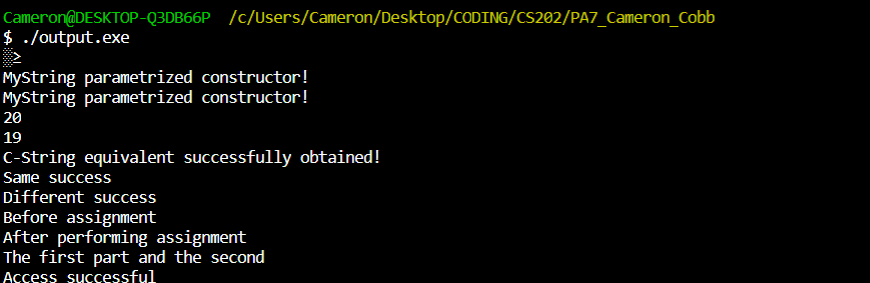 Cameron@DESKTOP-Q3DB66P /c/Users/Cameron/Desktop/CODING/CS202/PA7_Cameron_Cobb
$ ./output.exe
░≥
MyString parametrized constructor!
MyString parametrized constructor!
20
19
C-String equivalent successfully obtained!
Same success
Different success
Before assignment
After performing assignment
The first part and the second
Access successful